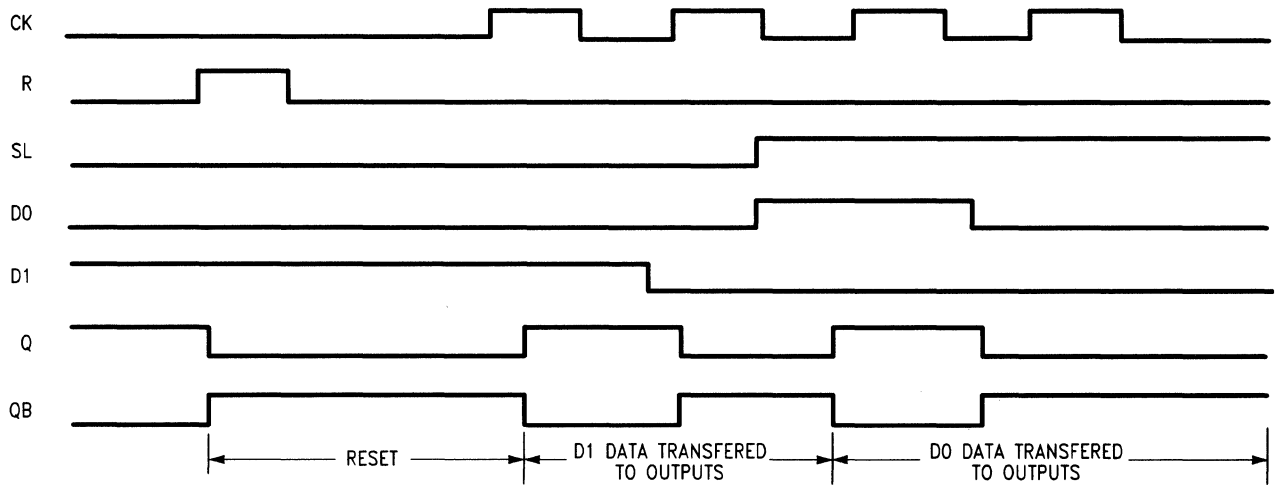 CK
R
SL
D0
D1
Q
QB
RESET
D1 DATA TRANSFERED
TO OUTPUTS
D0 DATA TRANSFERED
TO OUTPUTS